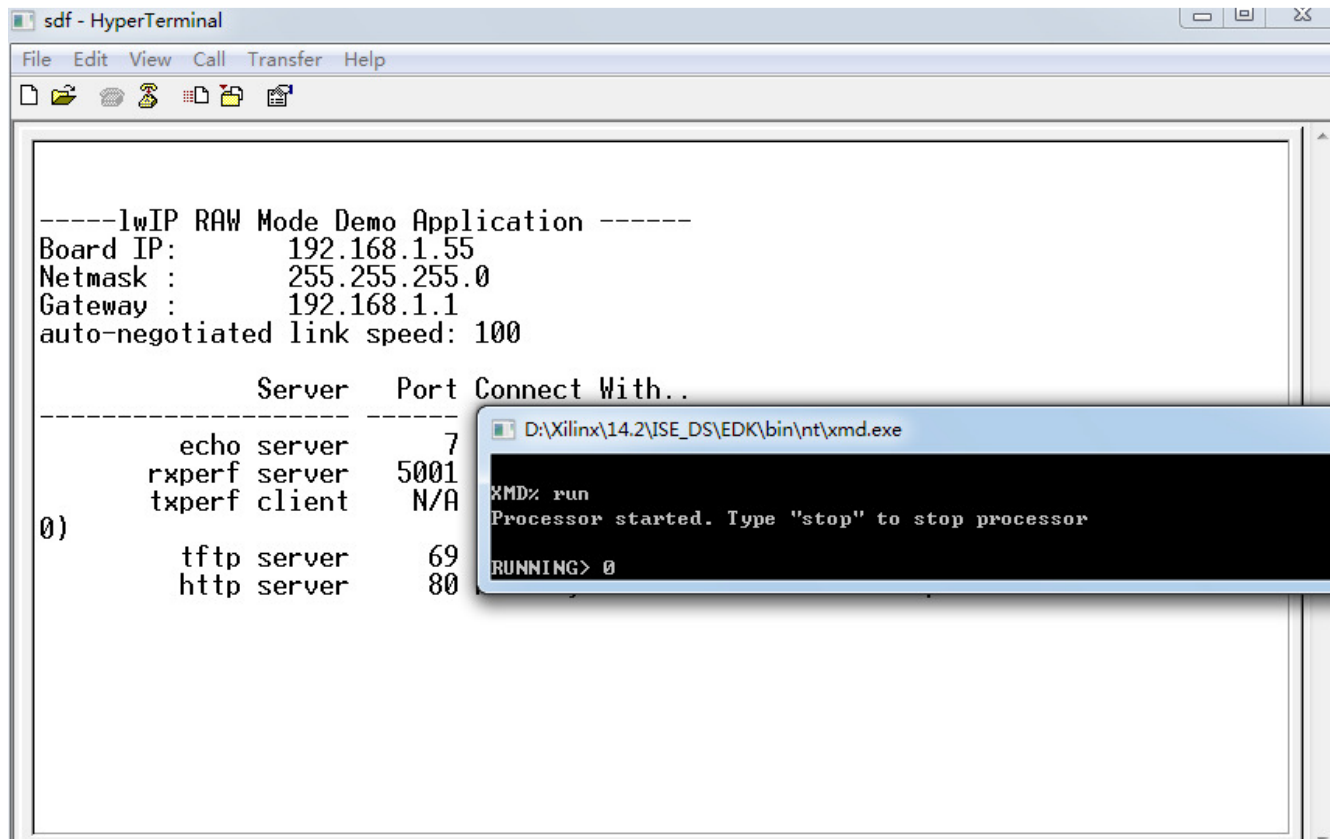 sdf - HyperTerminal
File Edit View Call Transfer Help
-----lwIP RAW Mode Demo Application ------
Board IP: 192.168.1.55
Netmask : 255.255.255.0
Gateway : 192.168.1.1
auto-negotiated link speed: 100
Server Port Connect With..
-------------------- ------
echo server 7
rxperf server 5001
txperf client N/A
0)
tftp server 69
http server 80
D:\Xilinx\14.2\ISE_DS\EDK\bin\nt\xmd.exe
XMD% run
Processor started. Type "stop" to stop processor
RUNNING> 0